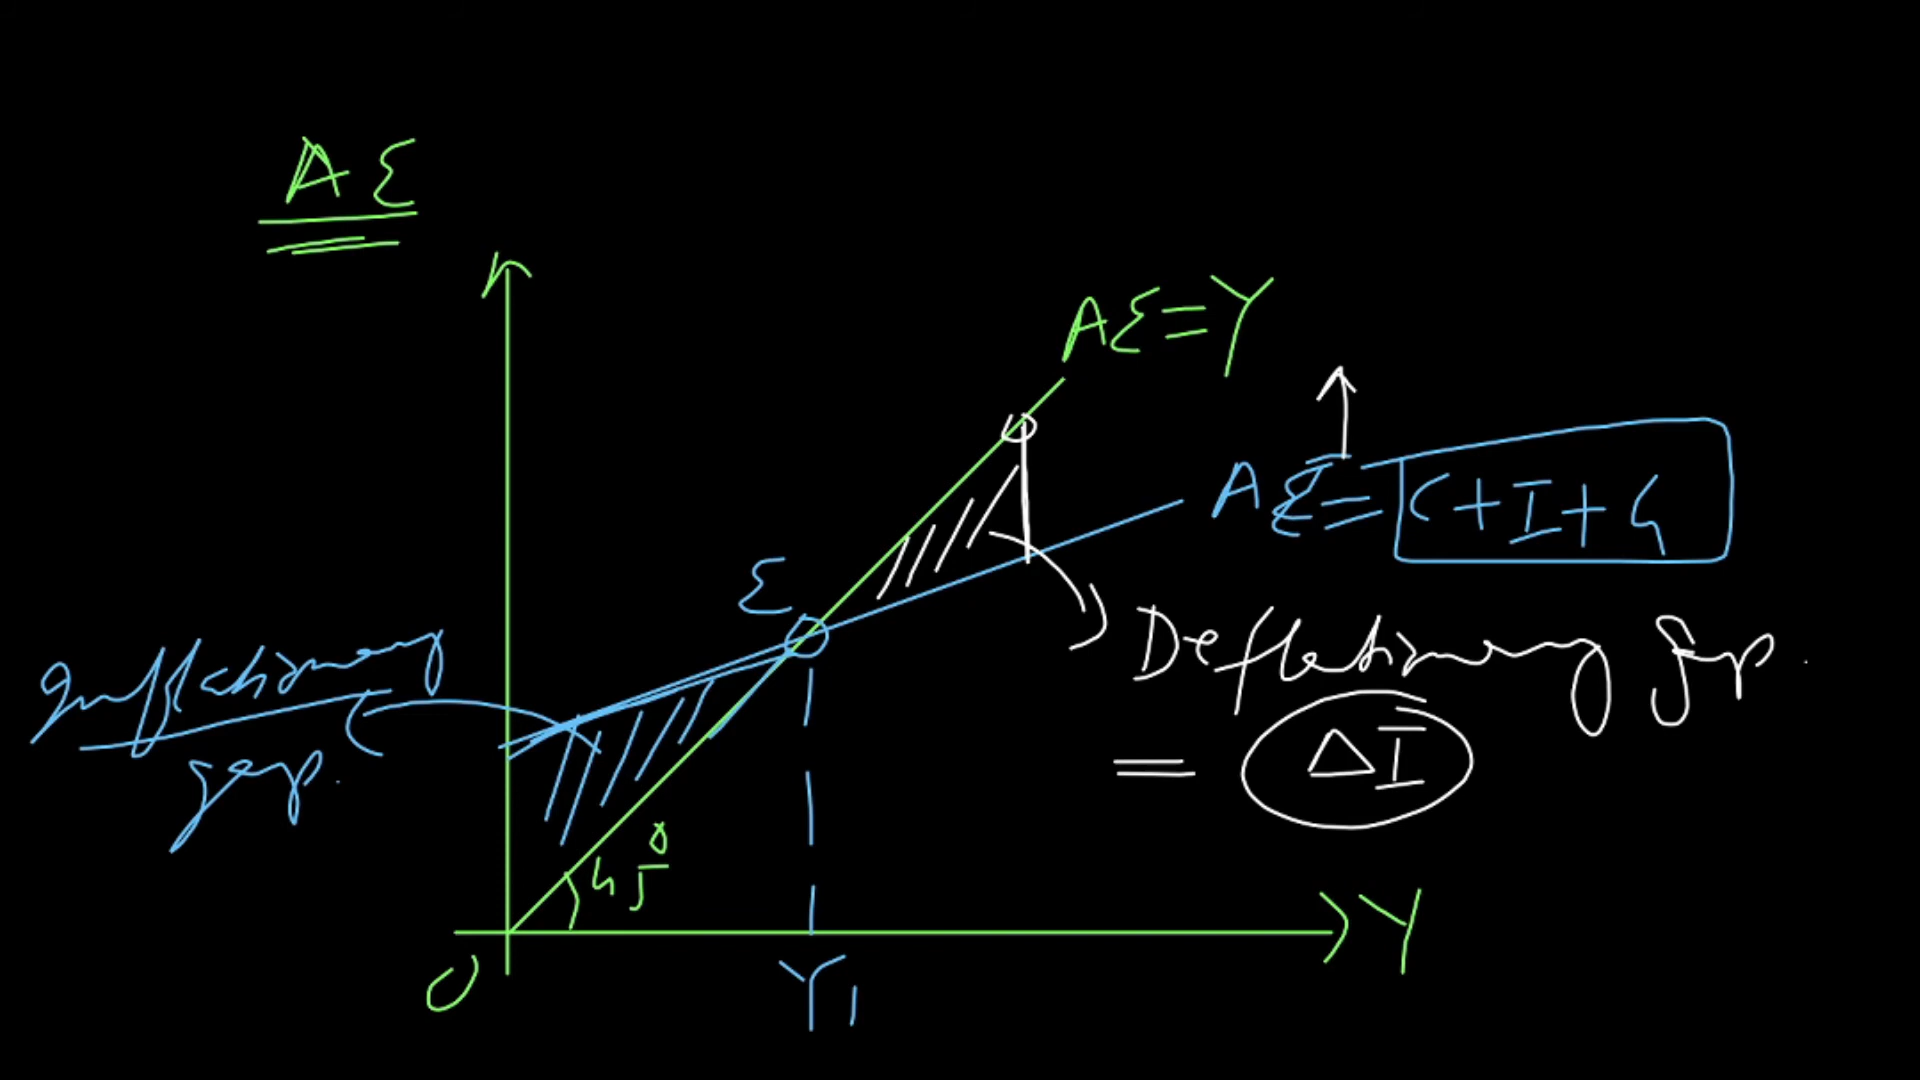 AE
AE=Y
AE=C+I+G
E
Inflationary
gap.
Deflationary gap.
= ΔI
45°
O
Y1
Y